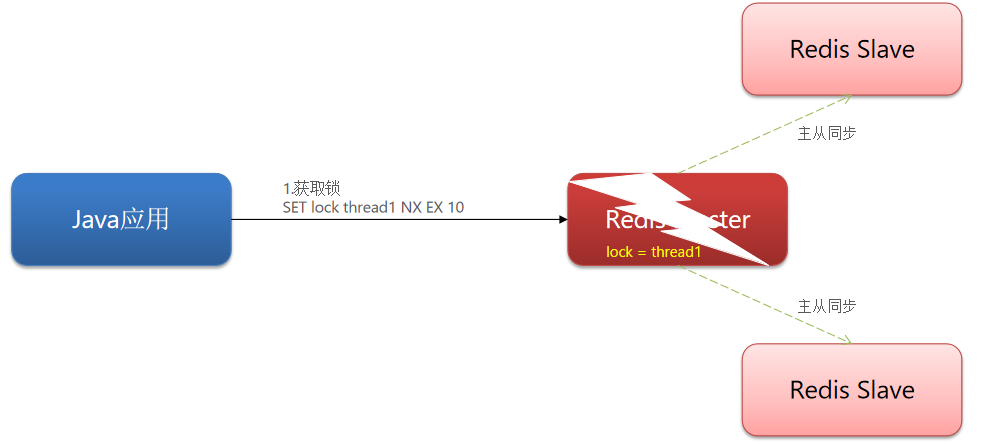 Redis Slave
主从同步
Java应用
1.获取锁
SET lock thread1 NX EX 10
lock = thread1
主从同步
Redis Slave